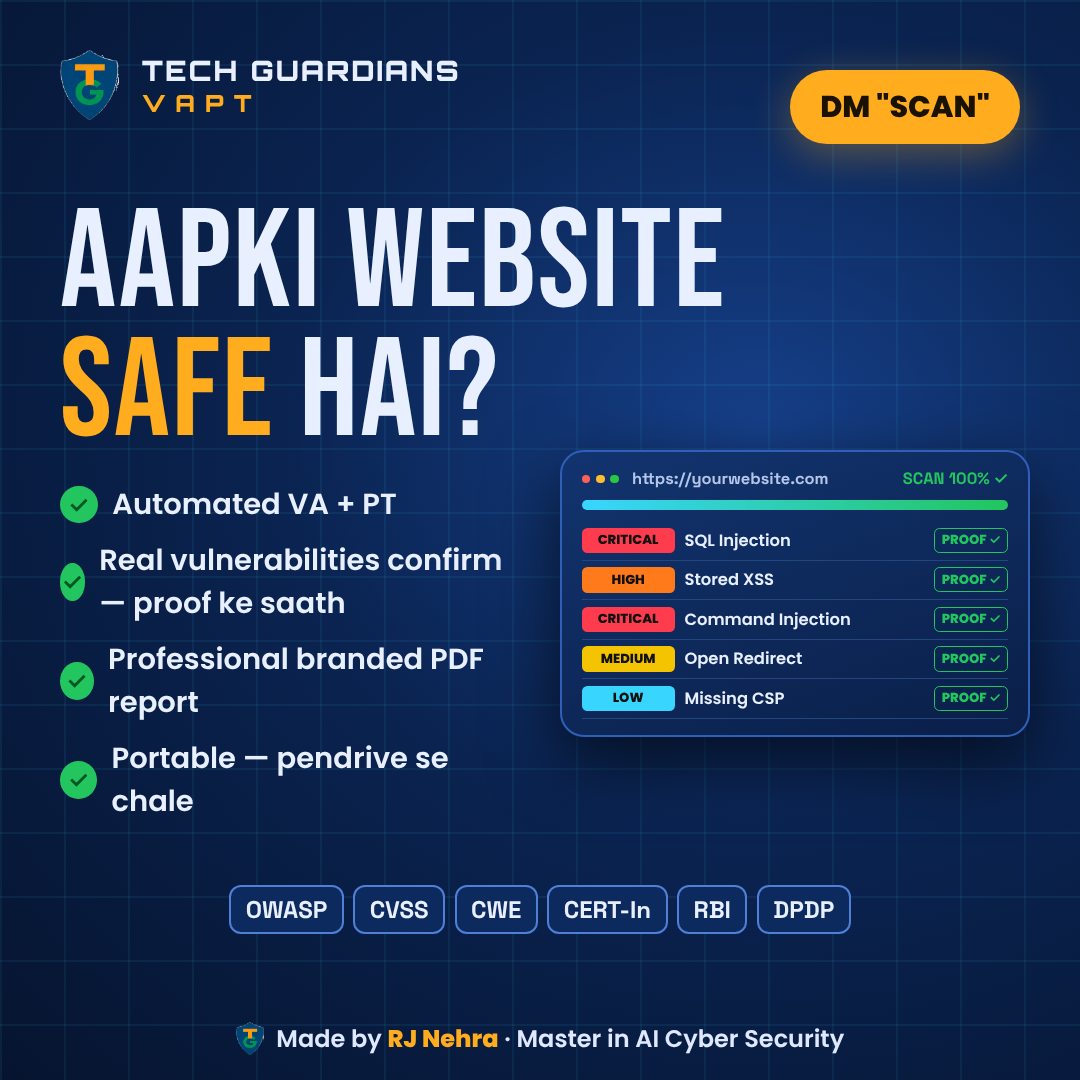 TECH GUARDIANS
VAPT
DM "SCAN"
AAPKI WEBSITE
SAFE HAI?
Automated VA + PT
Real vulnerabilities confirm
— proof ke saath
Professional branded PDF
report
Portable — pendrive se
chale
https://yourwebsite.com SCAN 100% ✓
CRITICAL SQL Injection PROOF ✓
HIGH Stored XSS PROOF ✓
CRITICAL Command Injection PROOF ✓
MEDIUM Open Redirect PROOF ✓
LOW Missing CSP PROOF ✓
OWASP CVSS CWE CERT-In RBI DPDP
Made by RJ Nehra · Master in AI Cyber Security